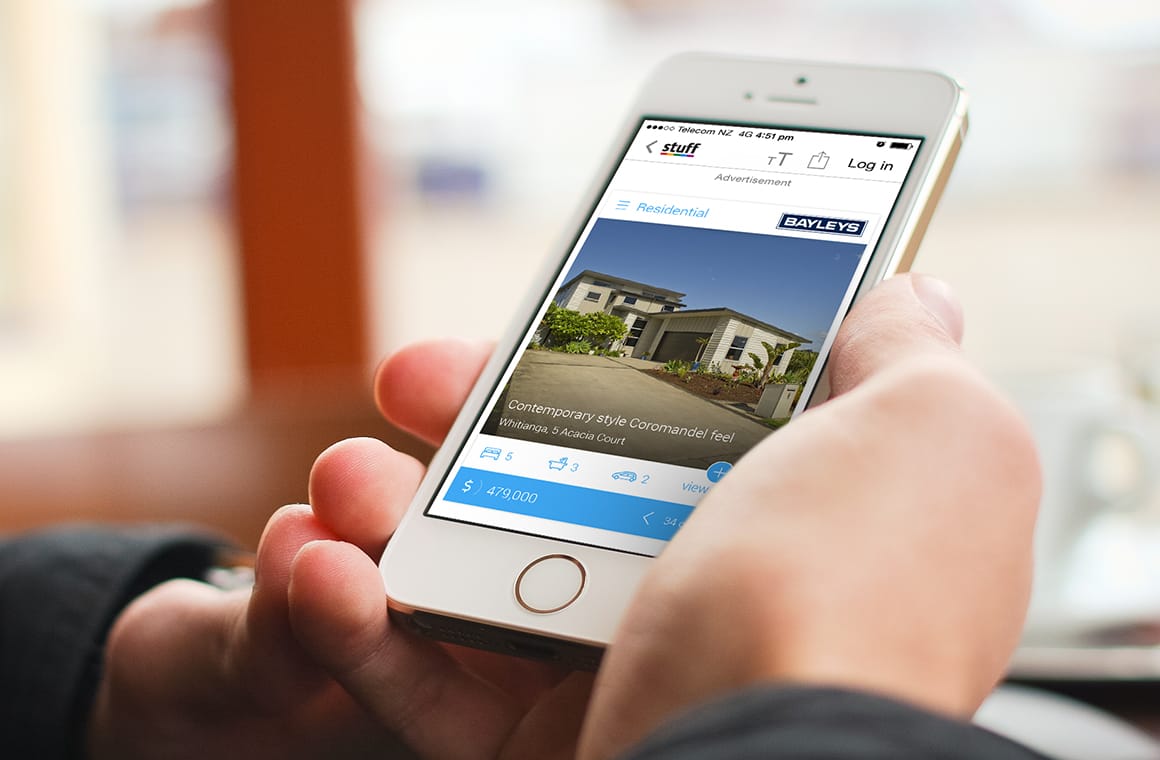 Telecom NZ 4G 4:51 pm
stuff TT Log in
Advertisement
Residential BAYLEYS
Contemporary style Coromandel feel
Whitianga, 5 Acacia Court
5 3 2 view
$ 479,000
34